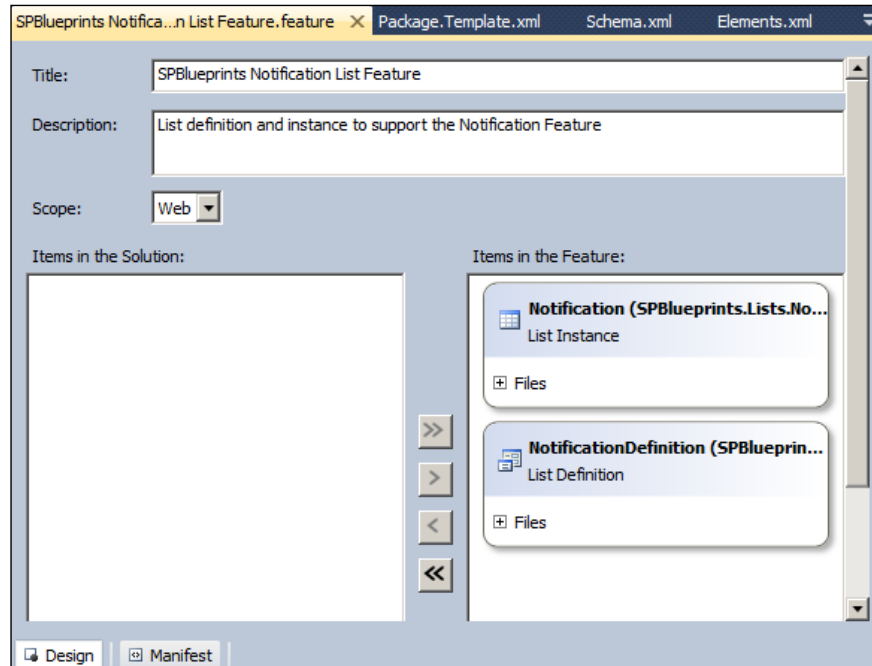 SPBlueprints Notifica...n List Feature.feature Package.Template.xml Schema.xml Elements.xml
Title: SPBlueprints Notification List Feature
Description: List definition and instance to support the Notification Feature
Scope: Web
Items in the Solution: Items in the Feature:
Notification (SPBlueprints.Lists.No...
List Instance
Files
NotificationDefinition (SPBlueprin...
List Definition
Files
Design Manifest